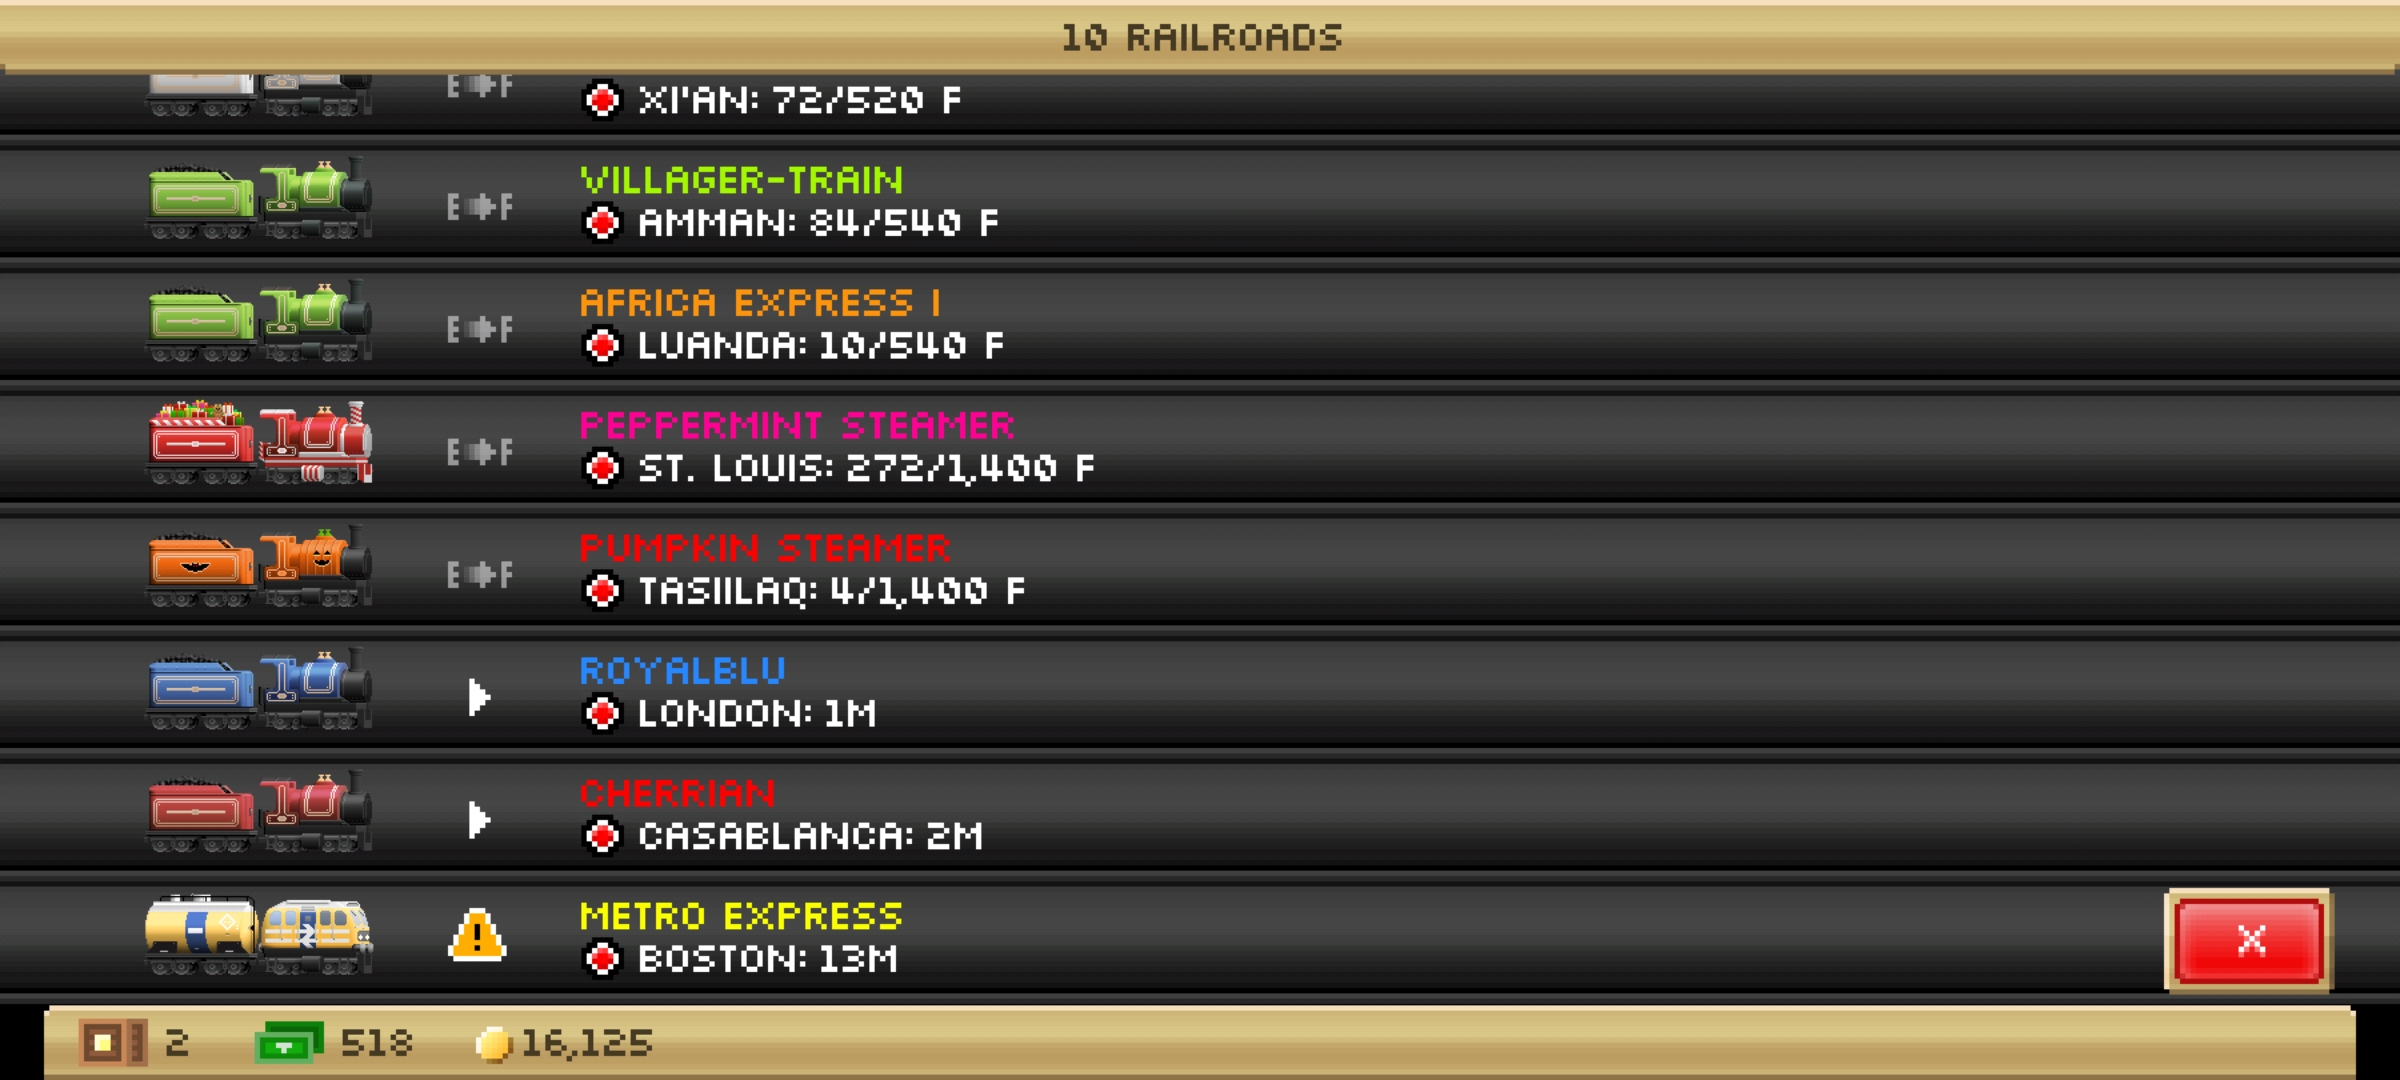 10 RAILROADS
E F
XI'AN: 72/520 F
VILLAGER-TRAIN
E F
AMMAN: 84/540 F
AFRICA EXPRESS I
E F
LUANDA: 10/540 F
PEPPERMINT STEAMER
E F
ST. LOUIS: 272/1,400 F
PUMPKIN STEAMER
E F
TASIILAQ: 4/1,400 F
ROYALBLU
LONDON: 1M
CHERRIAN
CASABLANCA: 2M
METRO EXPRESS
BOSTON: 13M
X
2 518 16,125